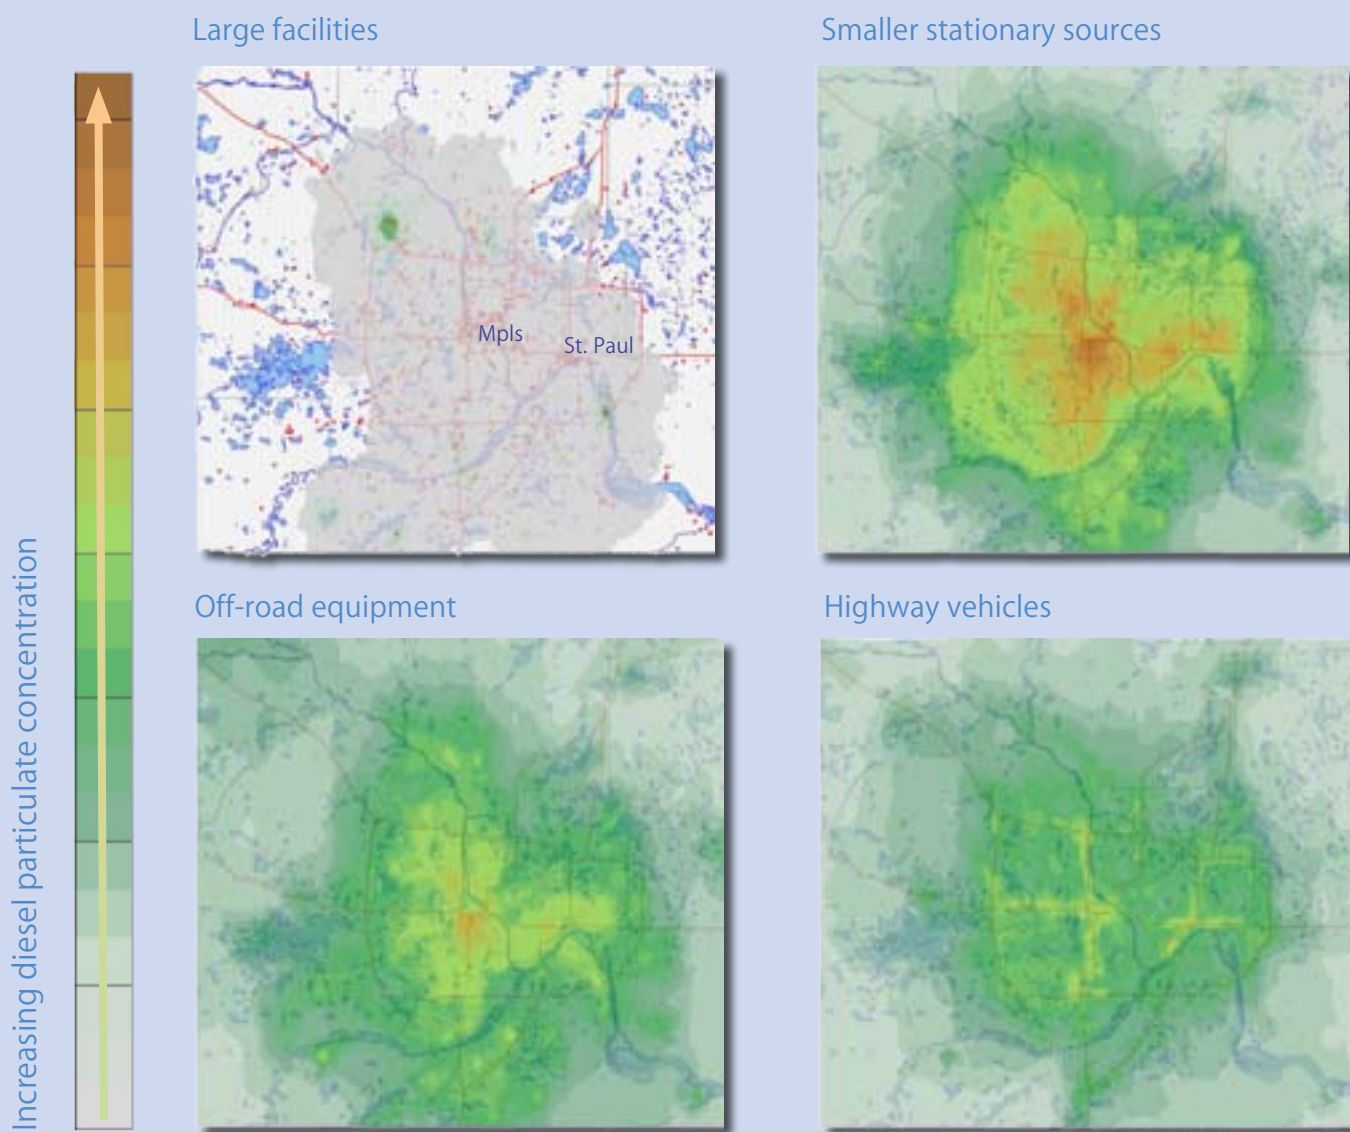 Large facilities
Smaller stationary sources
Mpls
St. Paul
Off-road equipment
Highway vehicles
Increasing diesel particulate concentration